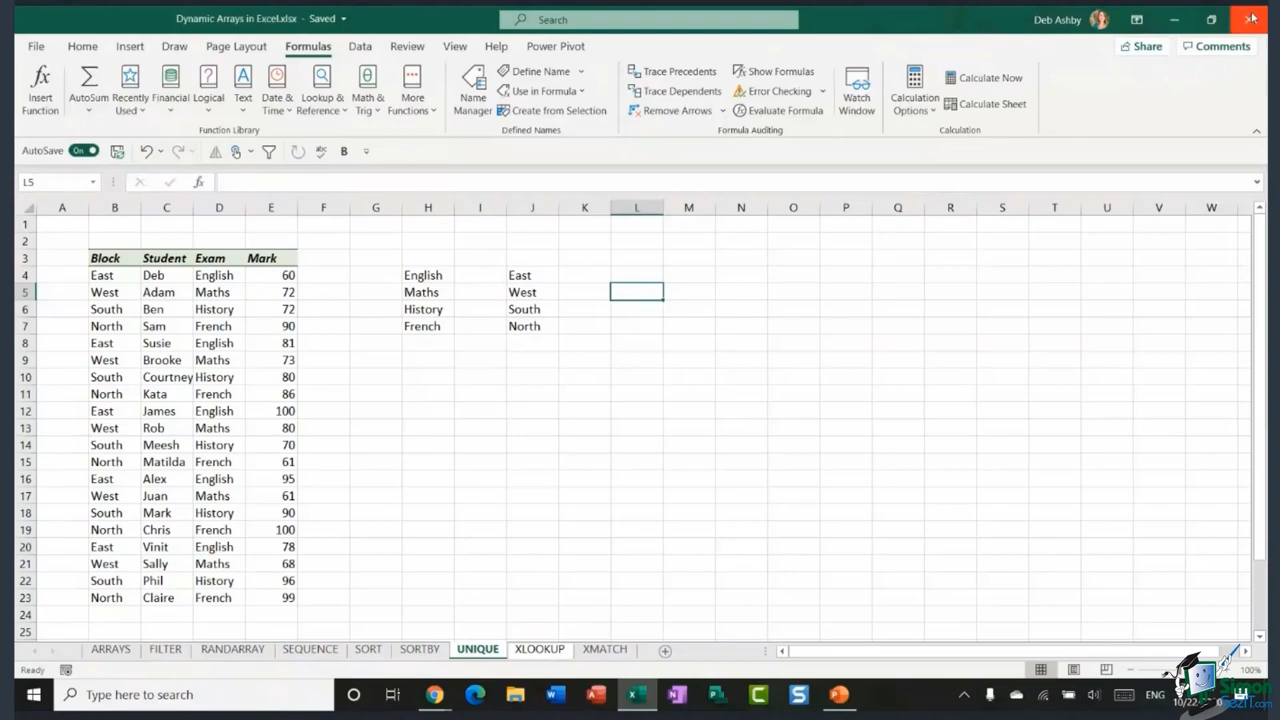 Dynamic Arrays in Excel.xlsx - Saved
Search
Deb Ashby
File Home Insert Draw Page Layout Formulas Data Review View Help Power Pivot
Share Comments
Insert Function
AutoSum
Recently Used
Financial
Logical
Text
Date & Time
Lookup & Reference
Math & Trig
More Functions
Function Library
Name Manager
Define Name
Use in Formula
Create from Selection
Defined Names
Trace Precedents
Trace Dependents
Remove Arrows
Show Formulas
Error Checking
Evaluate Formula
Formula Auditing
Watch Window
Calculation Options
Calculate Now
Calculate Sheet
Calculation
AutoSave On B
L5 fx
A B C D E F G H I J K L M N O P Q R S T U V W
1
2
3 Block Student Exam Mark
4 East Deb English 60 English East
5 West Adam Maths 72 Maths West
6 South Ben History 72 History South
7 North Sam French 90 French North
8 East Susie English 81
9 West Brooke Maths 73
10 South Courtney History 80
11 North Kata French 86
12 East James English 100
13 West Rob Maths 80
14 South Meesh History 70
15 North Matilda French 61
16 East Alex English 95
17 West Juan Maths 61
18 South Mark History 90
19 North Chris French 100
20 East Vinit English 78
21 West Sally Maths 68
22 South Phil History 96
23 North Claire French 99
24
25
ARRAYS FILTER RANDARRAY SEQUENCE SORT SORTBY UNIQUE XLOOKUP XMATCH
Ready 100%
Type here to search
ENG